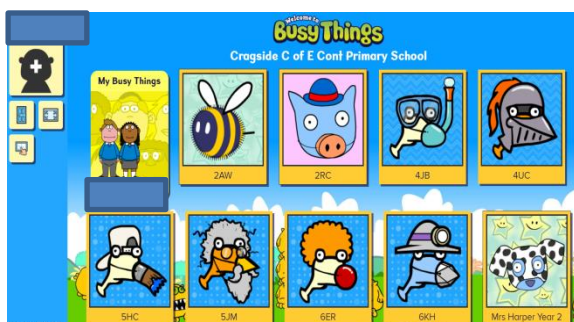 Welcome to
BUSY THINGS
Cragside C of E Cont Primary School
My Busy Things
2AW
2RC
4JB
4UC
5HC
5JM
6ER
6KH
Mrs Harper Year 2